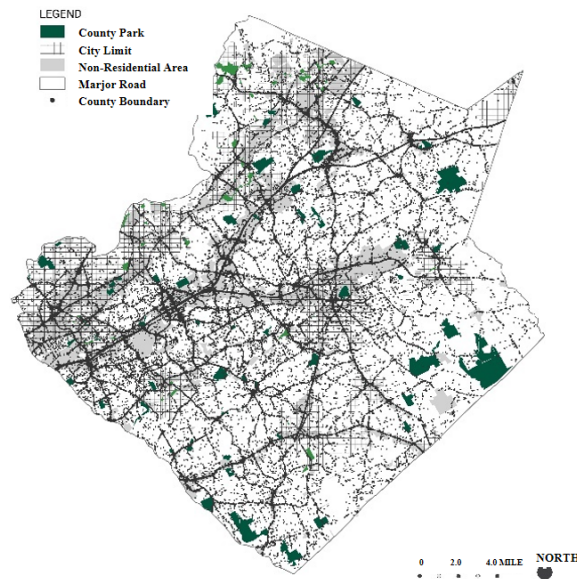 LEGEND
County Park
City Limit
Non-Residential Area
Marjor Road
County Boundary
0 2.0 4.0 MILE NORTH